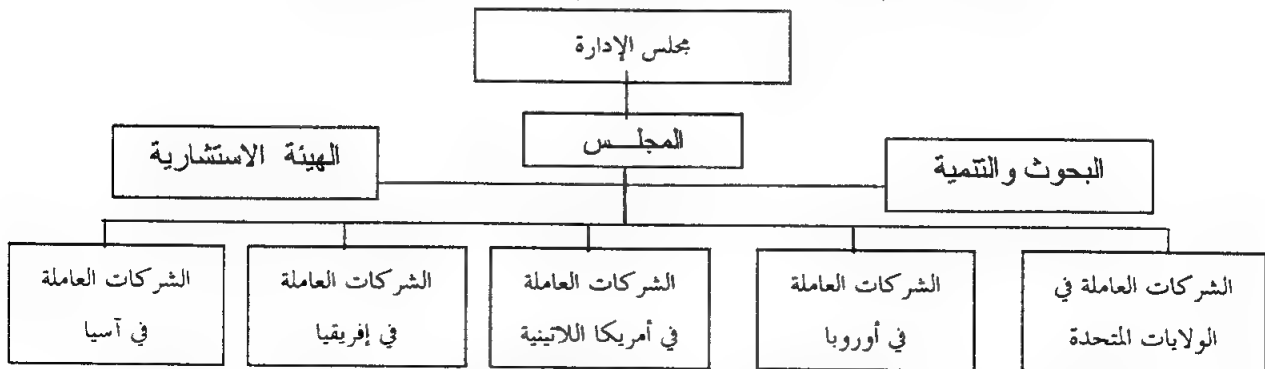 مجلس الإدارة
المجلــس
البحوث والتنمية
الهيئة الاستشارية
الشركات العاملة في
الولايات المتحدة
الشركات العاملة
في أوروبا
الشركات العاملة
في أمريكا اللاتينية
الشركات العاملة
في إفريقيا
الشركات العاملة
في آسيا